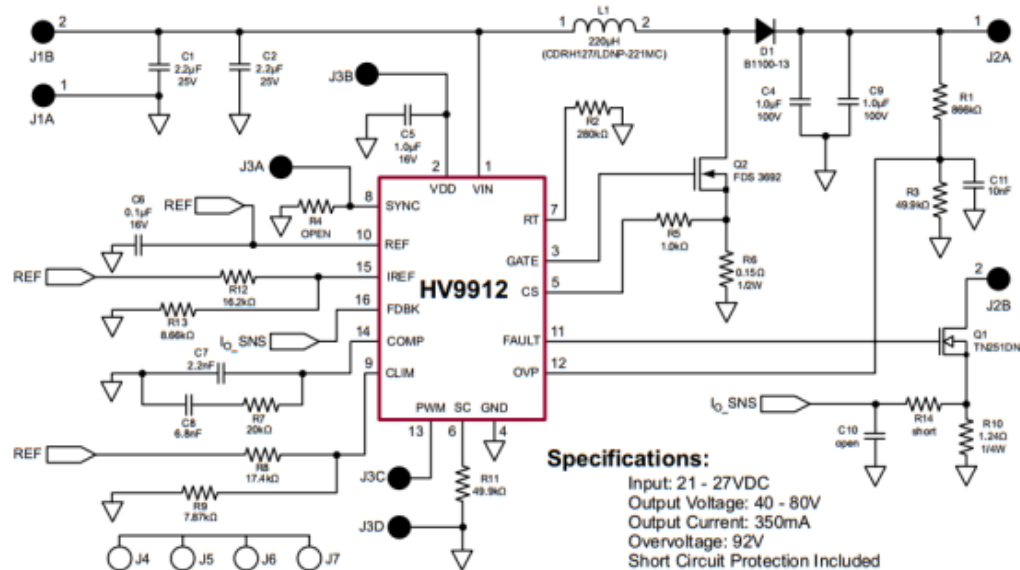 J1B
2
J1A
1
C1
2.2µF
25V
C2
2.2µF
25V
J3B
C5
1.0µF
16V
1
L1
2
220µH
(CDRH127/LDNP-221MC)
D1
B1100-13
1
J2A
C4
1.0µF
100V
C9
1.0µF
100V
R1
866kΩ
R2
280kΩ
J3A
2
VDD
1
VIN
Q2
FDS 3692
C11
10nF
R3
49.9kΩ
C6
0.1µF
16V
REF
R4
OPEN
8
SYNC
10
REF
7
RT
R5
1.0kΩ
3
GATE
REF
R12
16.2kΩ
15
IREF
HV9912
5
CS
R6
0.15Ω
1/2W
2
J2B
R13
8.66kΩ
16
FDBK
IO_SNS
14
COMP
11
FAULT
Q1
TN251DN
C7
2.2nF
9
CLIM
12
OVP
C8
6.8nF
R7
20kΩ
PWM
SC
GND
13
6
4
IO_SNS
R14
short
C10
open
R10
1.24Ω
1/4W
REF
R8
17.4kΩ
J3C
R11
49.9kΩ
R9
7.87kΩ
J3D
J4
J5
J6
J7
Specifications:
Input: 21 - 27VDC
Output Voltage: 40 - 80V
Output Current: 350mA
Overvoltage: 92V
Short Circuit Protection Included